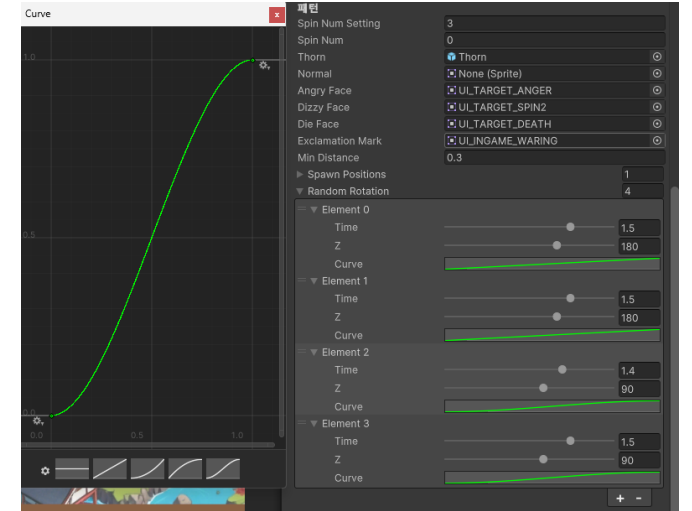 Curve
x
1.0
0.5
0.0
0.0
0.5
1.0
패턴
Spin Num Setting 3
Spin Num 0
Thorn Thorn
Normal None (Sprite)
Angry Face UI_TARGET_ANGER
Dizzy Face UI_TARGET_SPIN2
Die Face UI_TARGET_DEATH
Exclamation Mark UI_INGAME_WARING
Min Distance 0.3
Spawn Positions 1
Random Rotation 4
Element 0
Time 1.5
Z 180
Curve
Element 1
Time 1.5
Z 180
Curve
Element 2
Time 1.4
Z 90
Curve
Element 3
Time 1.5
Z 90
Curve
+ -